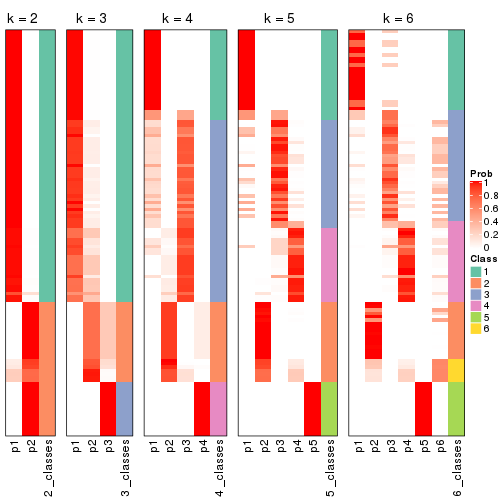 k = 2
k = 3
k = 4
k = 5
k = 6
p1
p2
2_classes
p1
p2
p3
3_classes
p1
p2
p3
p4
4_classes
p1
p2
p3
p4
p5
5_classes
p1
p2
p3
p4
p5
p6
6_classes
Prob
1
0.8
0.6
0.4
0.2
0
Class
1
2
3
4
5
6